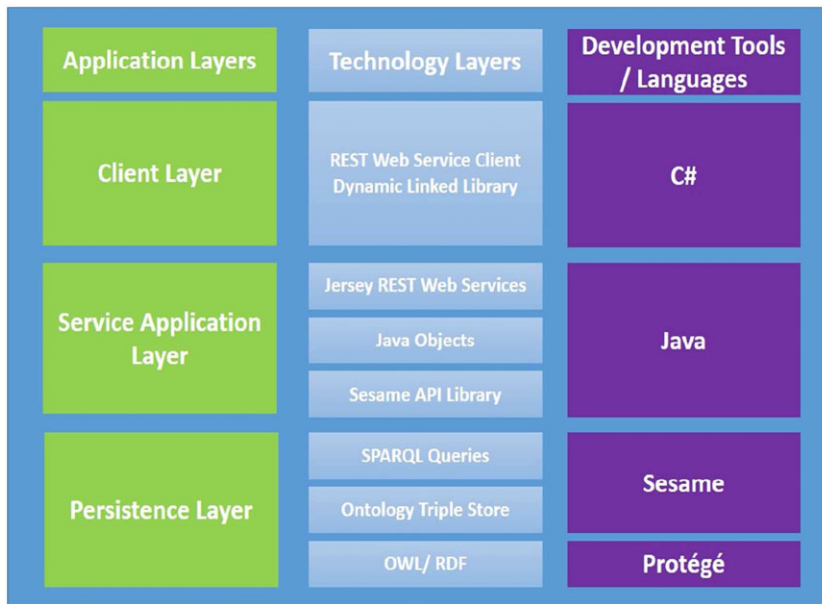 Application Layers
Technology Layers
Development Tools
/ Languages
Client Layer
REST Web Service Client
Dynamic Linked Library
C#
Service Application
Layer
Jersey REST Web Services
Java Objects
Sesame API Library
Java
Persistence Layer
SPARQL Queries
Ontology Triple Store
OWL/ RDF
Sesame
Protégé